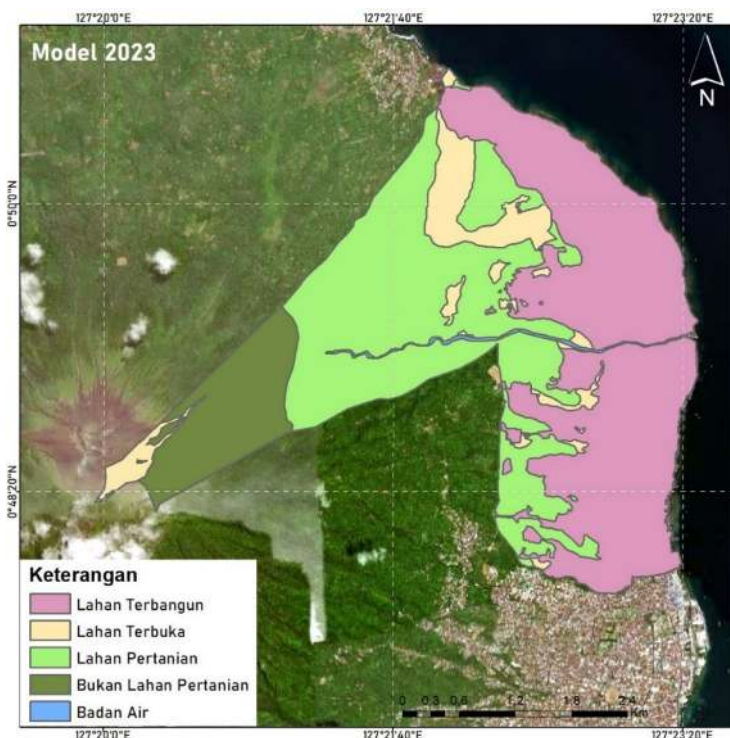 127°20'0"E 127°21'40"E 127°23'20"E
Model 2023
N
0°50'0"N
0°48'20"N
Keterangan
Lahan Terbangun
Lahan Terbuka
Lahan Pertanian
Bukan Lahan Pertanian
Badan Air
0 0.3 0.6 1.2 1.8 2.4
Km
127°20'0"E 127°21'40"E 127°23'20"E